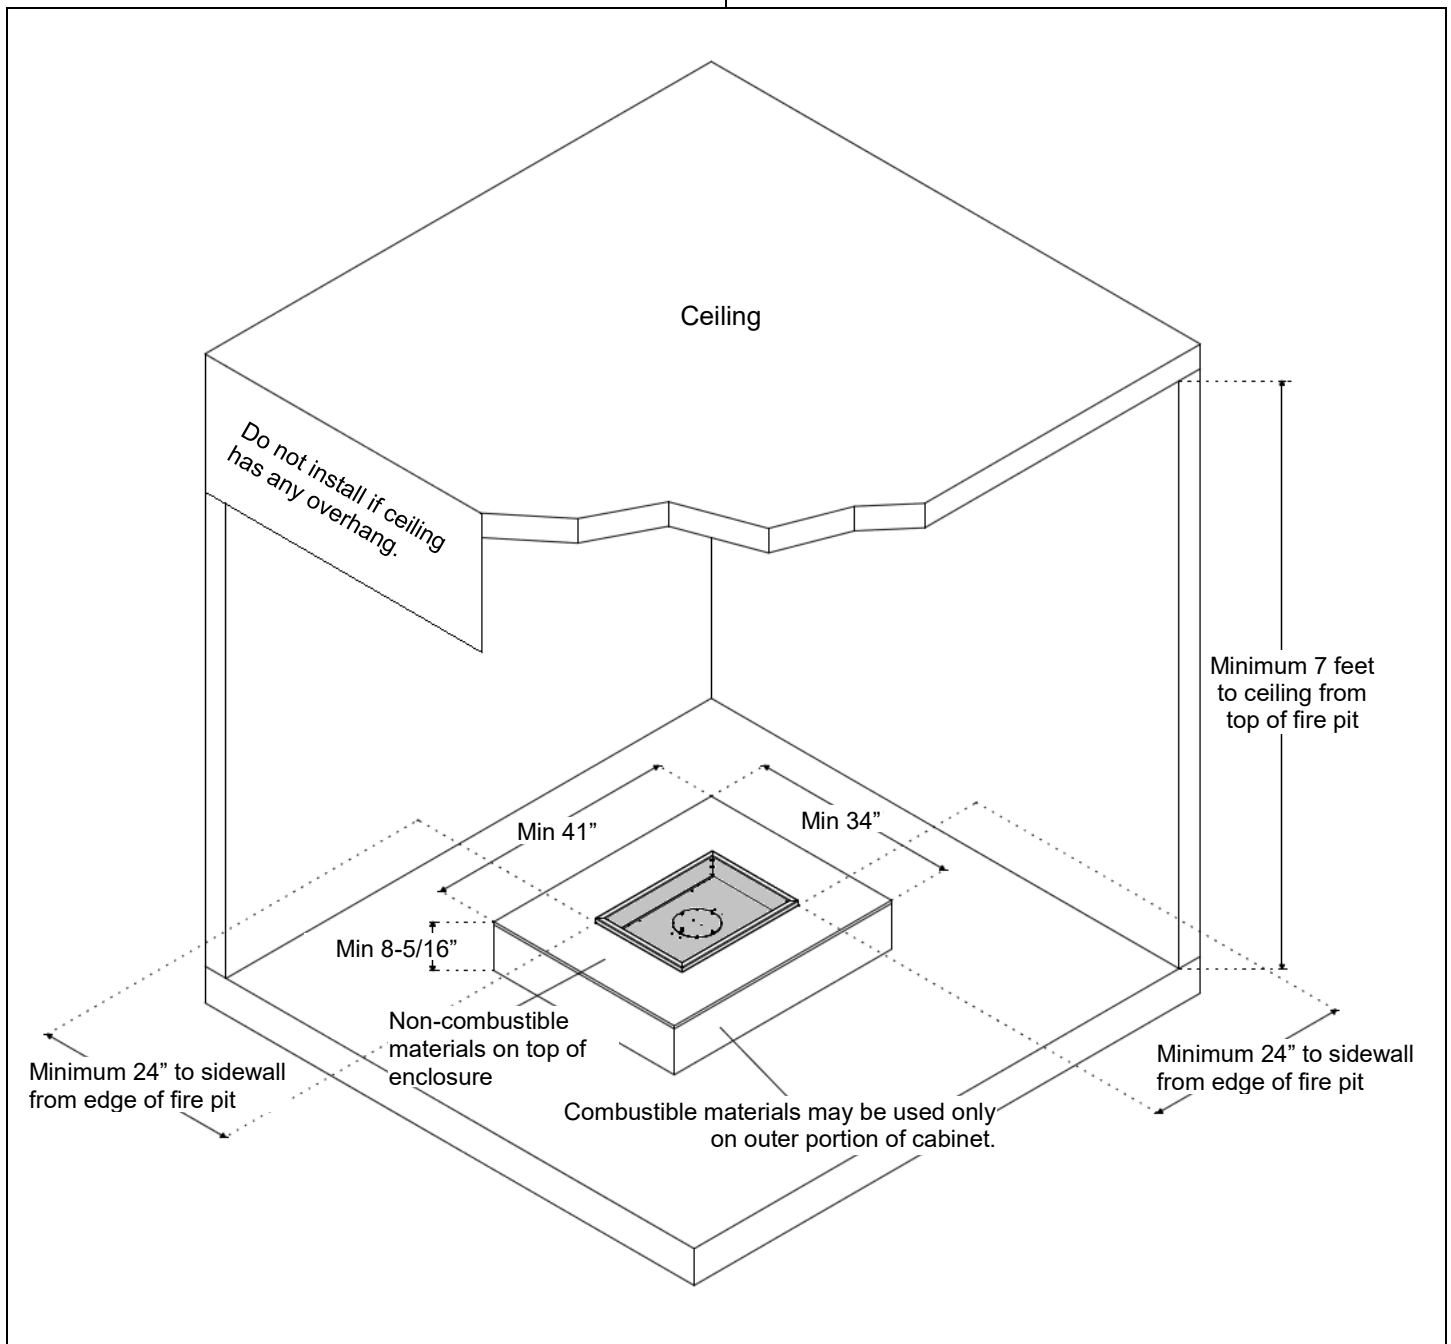 Ceiling
Do not install if ceiling
has any overhang.
Minimum 7 feet
to ceiling from
top of fire pit
Min 41”
Min 34”
Min 8-5/16”
Non-combustible
materials on top of
enclosure
Minimum 24” to sidewall
from edge of fire pit
Minimum 24” to sidewall
from edge of fire pit
Combustible materials may be used only
on outer portion of cabinet.